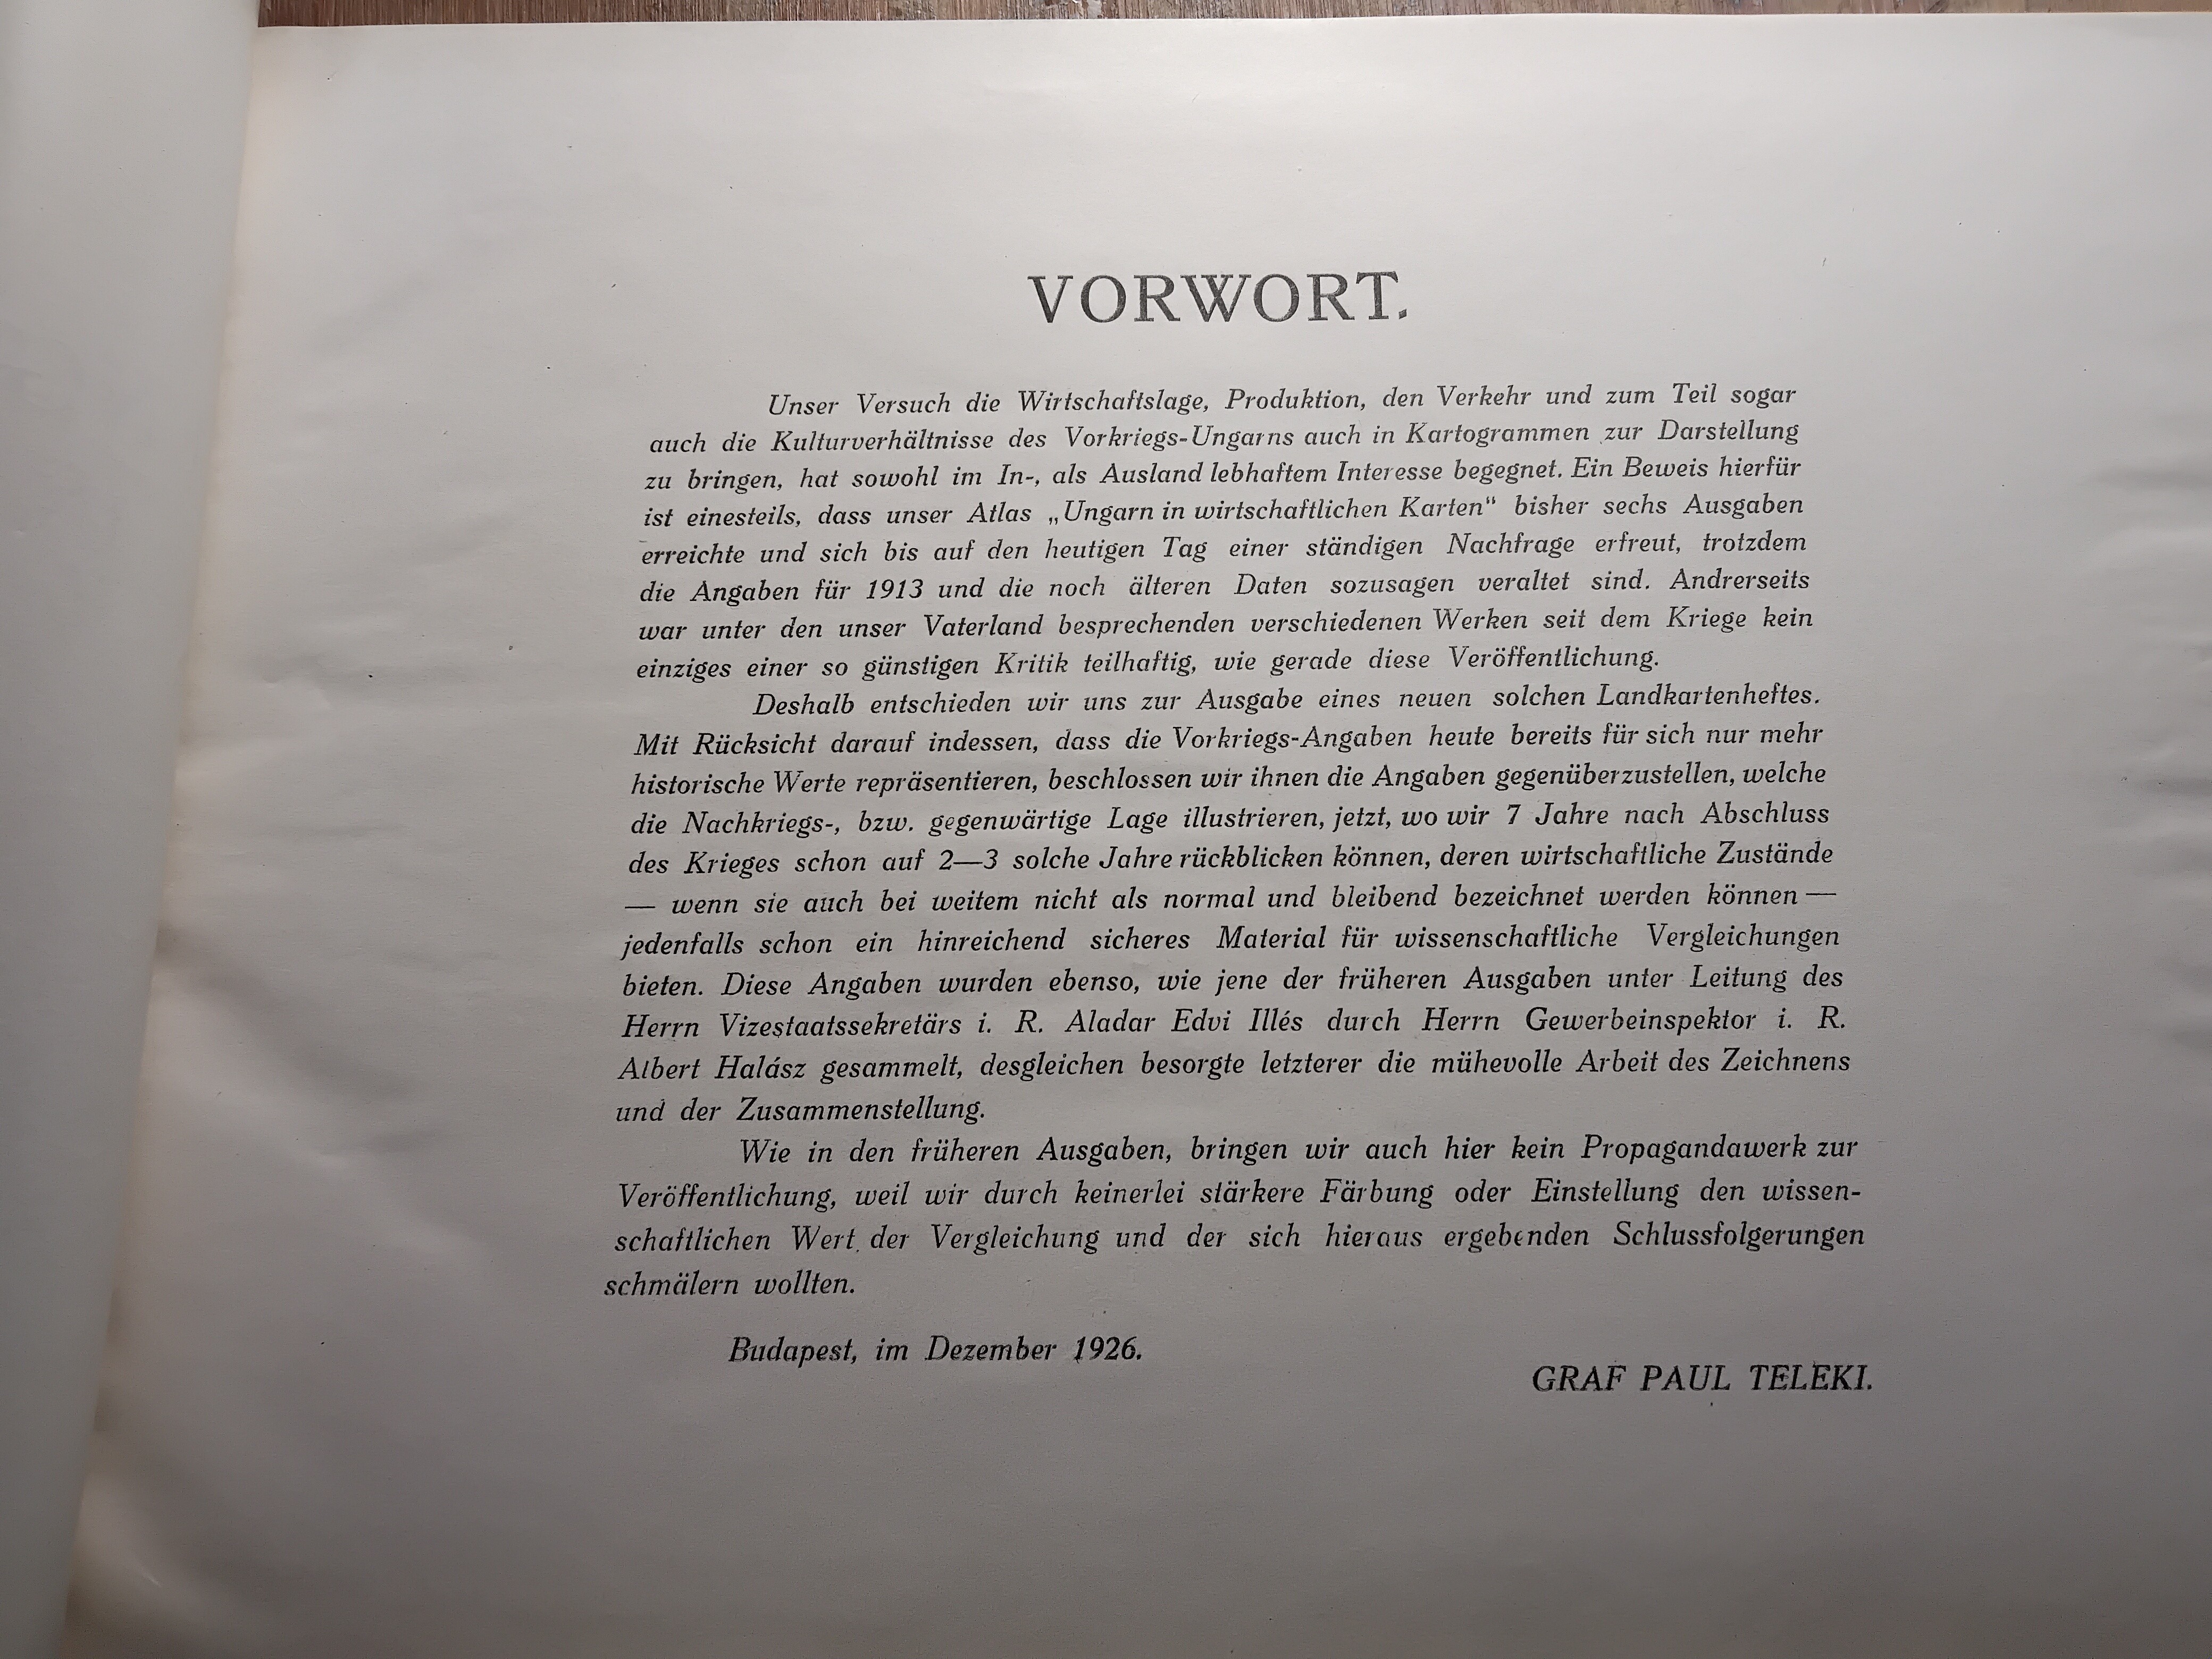 VORWORT.
Unser Versuch die Wirtschaftslage, Produktion, den Verkehr und zum Teil sogar
auch die Kulturverhältnisse des Vorkriegs-Ungarns auch in Kartogrammen zur Darstellung
zu bringen, hat sowohl im In-, als Ausland lebhaftem Interesse begegnet. Ein Beweis hierfür
ist einesteils, dass unser Atlas „Ungarn in wirtschaftlichen Karten“ bisher sechs Ausgaben
erreichte und sich bis auf den heutigen Tag einer ständigen Nachfrage erfreut, trotzdem
die Angaben für 1913 und die noch älteren Daten sozusagen veraltet sind. Andrerseits
war unter den unser Vaterland besprechenden verschiedenen Werken seit dem Kriege kein
einziges einer so günstigen Kritik teilhaftig, wie gerade diese Veröffentlichung.
Deshalb entschieden wir uns zur Ausgabe eines neuen solchen Landkartenheftes.
Mit Rücksicht darauf indessen, dass die Vorkriegs-Angaben heute bereits für sich nur mehr
historische Werte repräsentieren, beschlossen wir ihnen die Angaben gegenüberzustellen, welche
die Nachkriegs-, bzw. gegenwärtige Lage illustrieren, jetzt, wo wir 7 Jahre nach Abschluss
des Krieges schon auf 2—3 solche Jahre rückblicken können, deren wirtschaftliche Zustände
— wenn sie auch bei weitem nicht als normal und bleibend bezeichnet werden können —
jedenfalls schon ein hinreichend sicheres Material für wissenschaftliche Vergleichungen
bieten. Diese Angaben wurden ebenso, wie jene der früheren Ausgaben unter Leitung des
Herrn Vizestaatssekretärs i. R. Aladar Edvi Illés durch Herrn Gewerbeinspektor i. R.
Albert Halász gesammelt, desgleichen besorgte letzterer die mühevolle Arbeit des Zeichnens
und der Zusammenstellung.
Wie in den früheren Ausgaben, bringen wir auch hier kein Propagandawerk zur
Veröffentlichung, weil wir durch keinerlei stärkere Färbung oder Einstellung den wissen-
schaftlichen Wert der Vergleichung und der sich hieraus ergebenden Schlussfolgerungen
schmälern wollten.
Budapest, im Dezember 1926.
GRAF PAUL TELEKI.